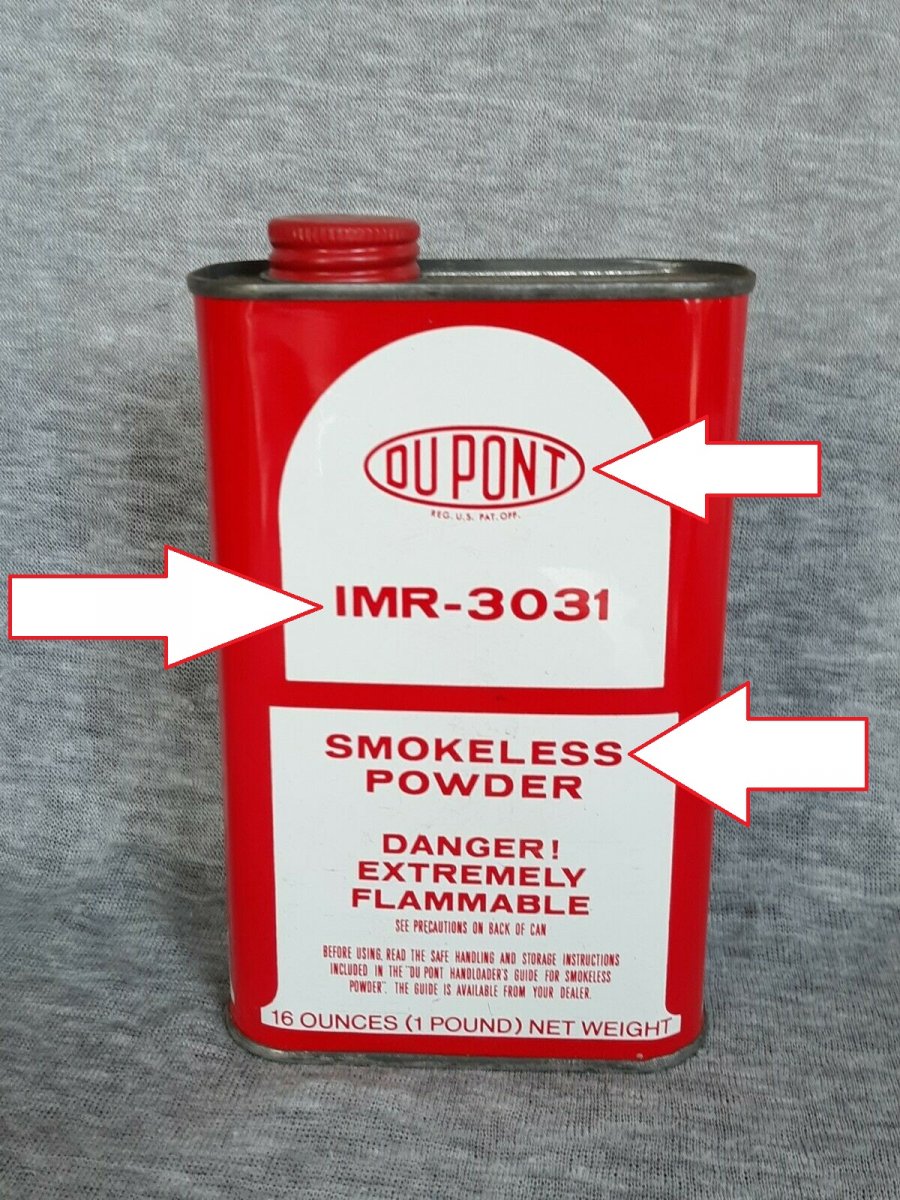 DU PONT
REG. U.S. PAT. OFF.
IMR-3031
SMOKELESS
POWDER
DANGER!
EXTREMELY
FLAMMABLE
SEE PRECAUTIONS ON BACK OF CAN
BEFORE USING, READ THE SAFE HANDLING AND STORAGE INSTRUCTIONS
INCLUDED IN THE "DU PONT HANDLOADER'S GUIDE FOR SMOKELESS
POWDER". THE GUIDE IS AVAILABLE FROM YOUR DEALER.
16 OUNCES (1 POUND) NET WEIGHT